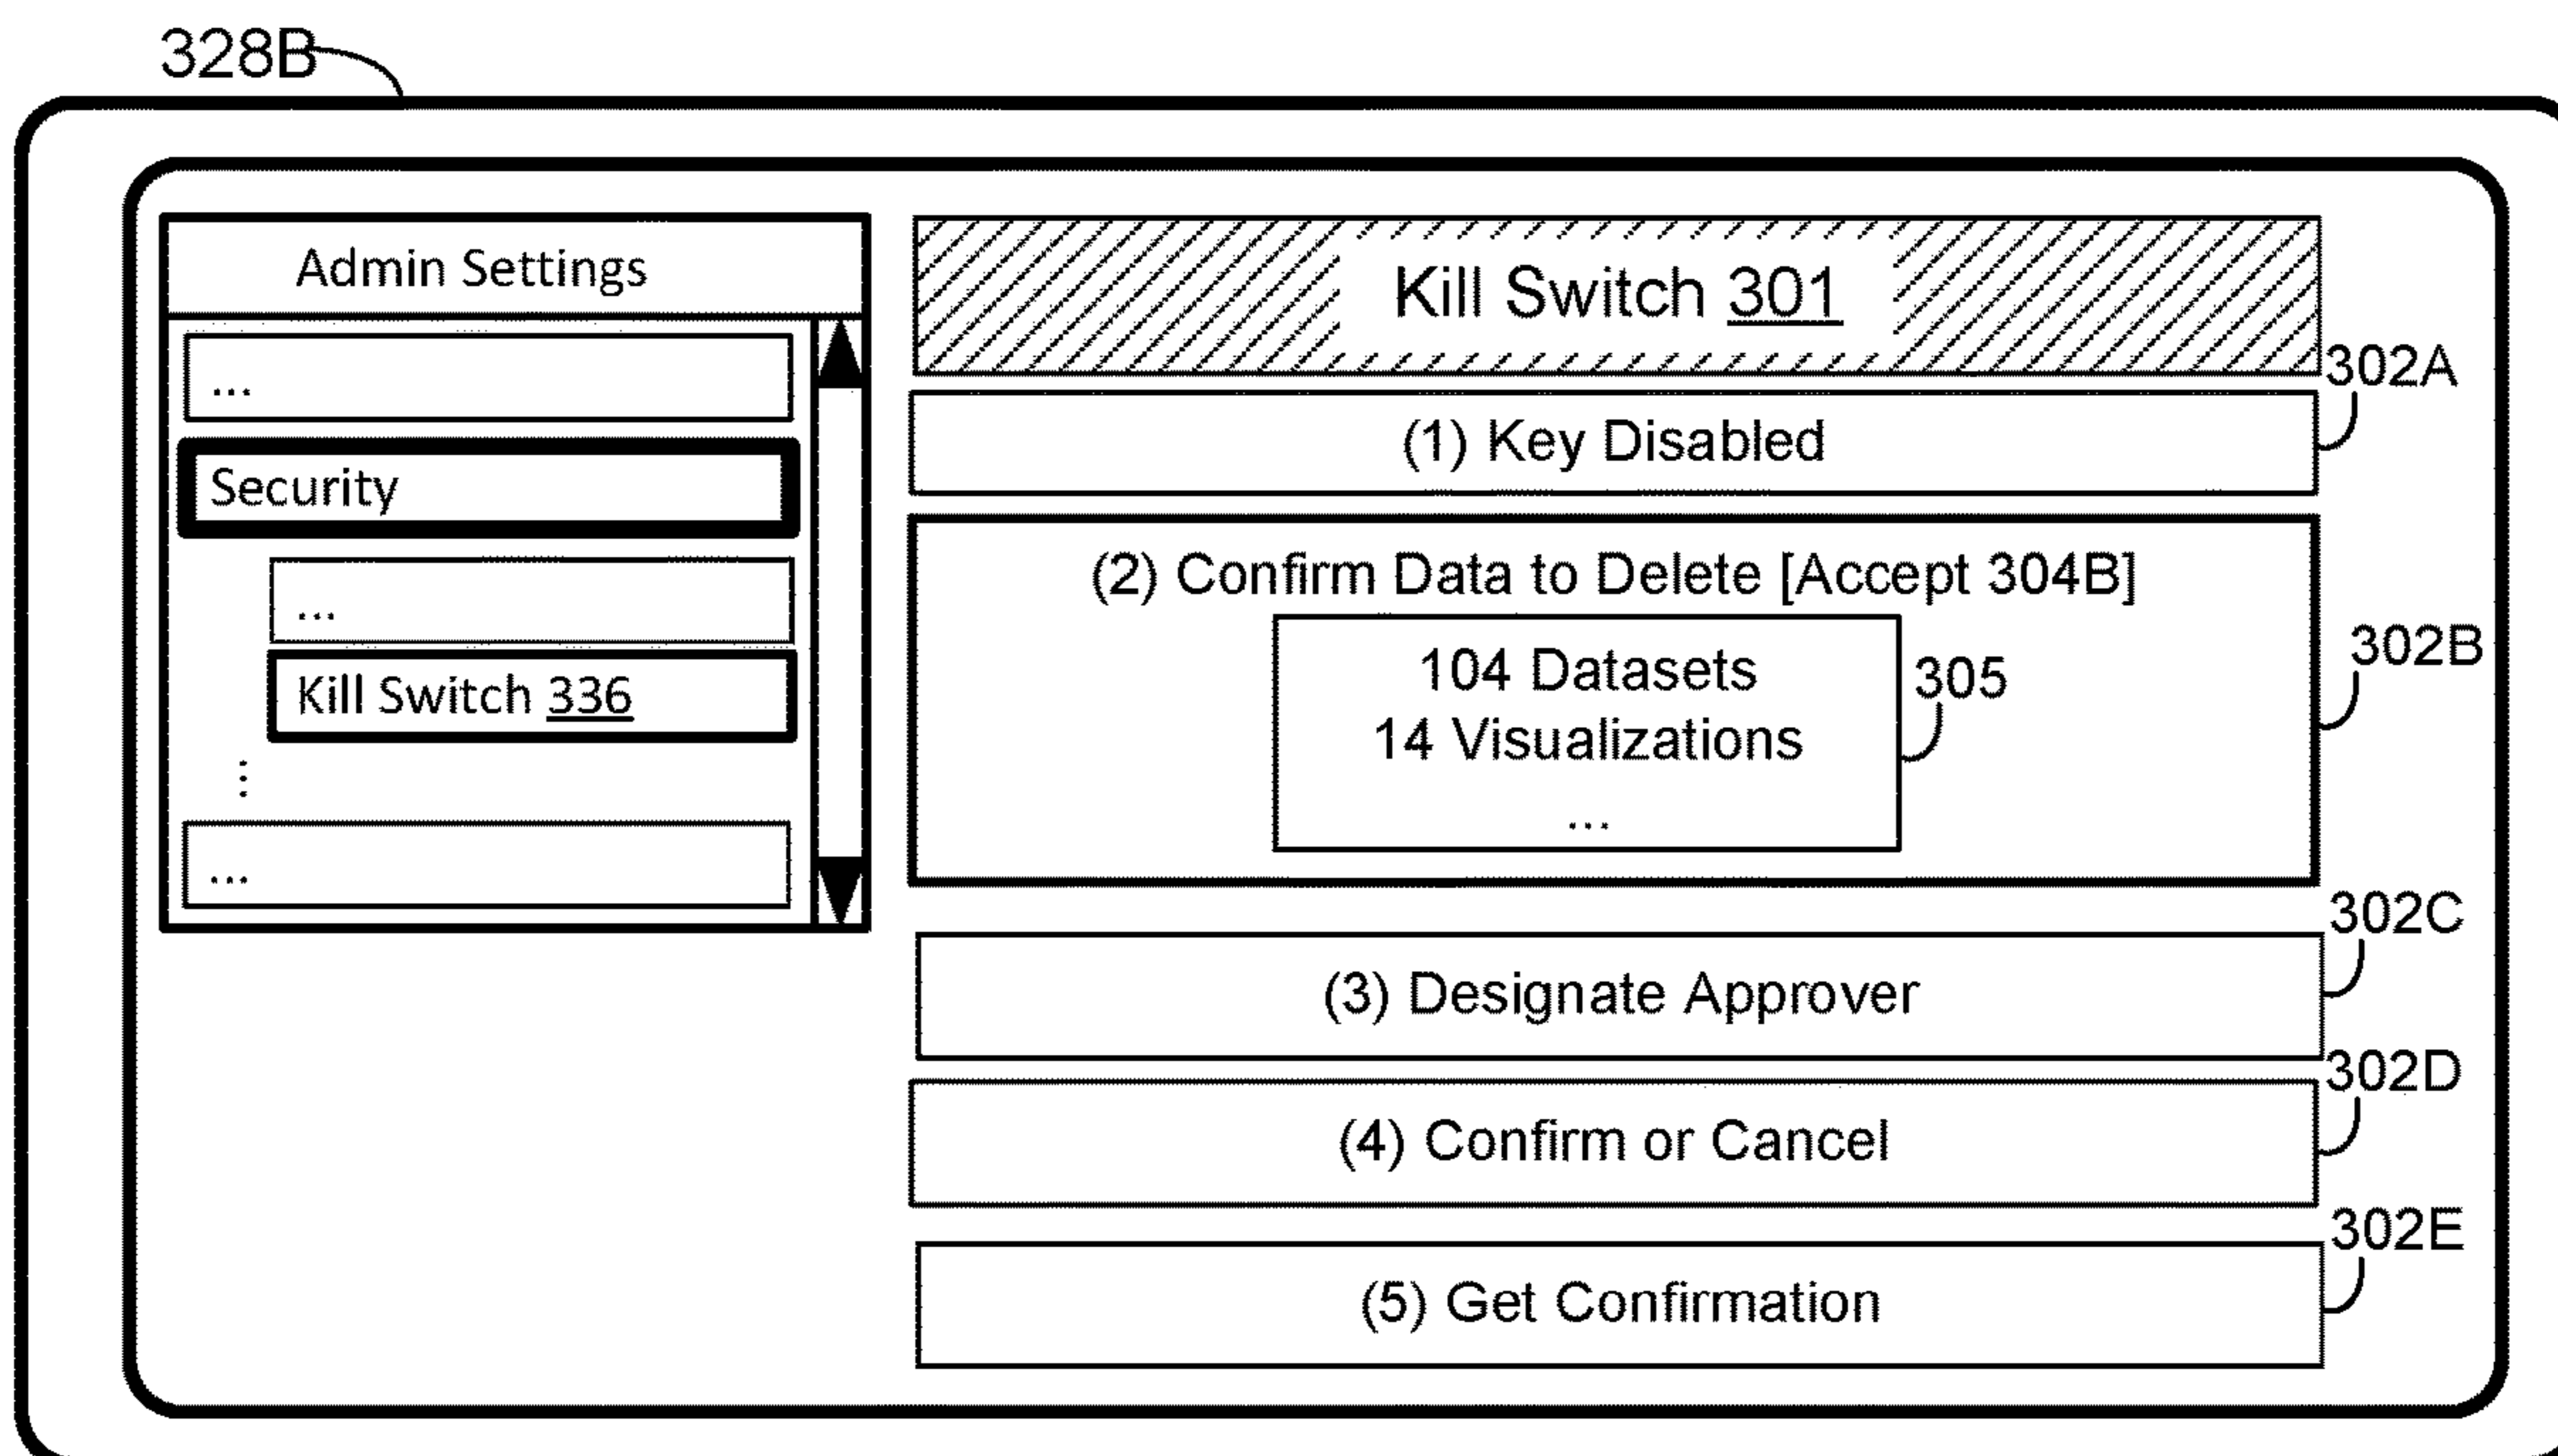 328B
Admin Settings
...
Security
...
Kill Switch 336
⋮
...
Kill Switch 301
302A
(1) Key Disabled
(2) Confirm Data to Delete [Accept 304B]
302B
104 Datasets
305
14 Visualizations
...
302C
(3) Designate Approver
302D
(4) Confirm or Cancel
302E
(5) Get Confirmation